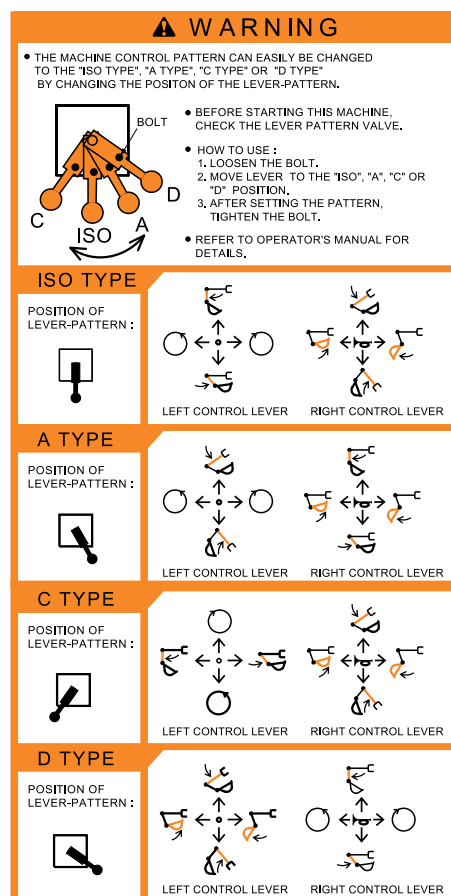 WARNING
• THE MACHINE CONTROL PATTERN CAN EASILY BE CHANGED
TO THE "ISO TYPE", "A TYPE", "C TYPE" OR "D TYPE"
BY CHANGING THE POSITON OF THE LEVER-PATTERN.
BOLT
C
ISO
A
D
• BEFORE STARTING THIS MACHINE,
CHECK THE LEVER PATTERN VALVE.
• HOW TO USE :
1. LOOSEN THE BOLT.
2. MOVE LEVER TO THE "ISO", "A", "C" OR
"D" POSITION.
3. AFTER SETTING THE PATTERN,
TIGHTEN THE BOLT.
• REFER TO OPERATOR'S MANUAL FOR
DETAILS.
ISO TYPE
POSITION OF
LEVER-PATTERN :
LEFT CONTROL LEVER
RIGHT CONTROL LEVER
A TYPE
POSITION OF
LEVER-PATTERN :
LEFT CONTROL LEVER
RIGHT CONTROL LEVER
C TYPE
POSITION OF
LEVER-PATTERN :
LEFT CONTROL LEVER
RIGHT CONTROL LEVER
D TYPE
POSITION OF
LEVER-PATTERN :
LEFT CONTROL LEVER
RIGHT CONTROL LEVER